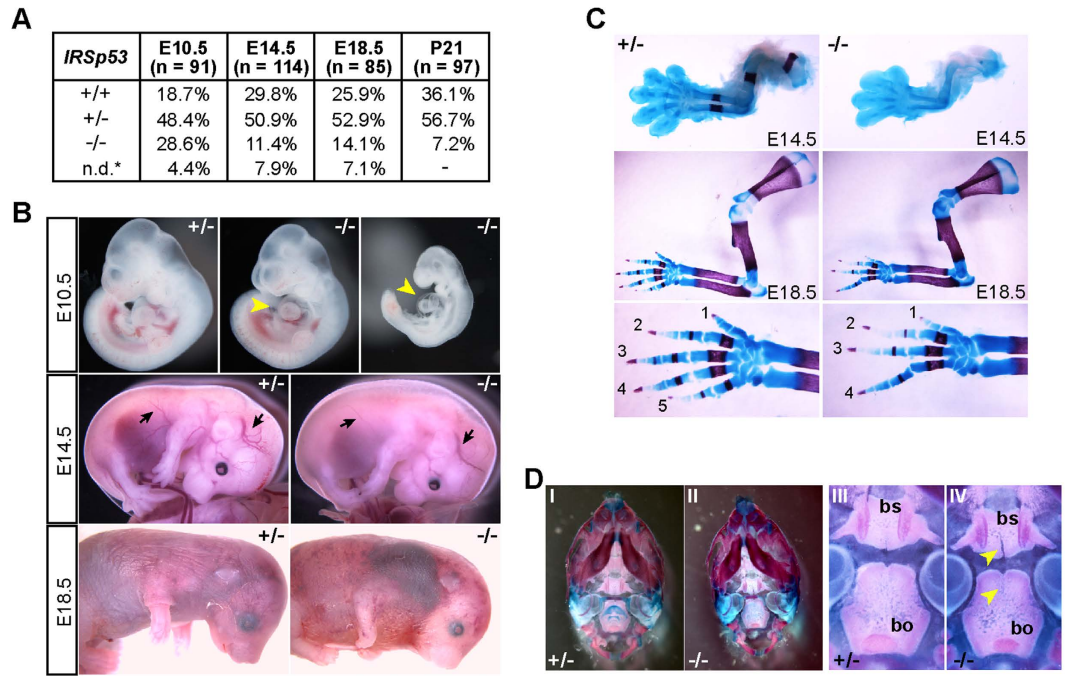 A
IRSp53 E10.5 (n = 91) E14.5 (n = 114) E18.5 (n = 85) P21 (n = 97)
+/+ 18.7% 29.8% 25.9% 36.1%
+/- 48.4% 50.9% 52.9% 56.7%
-/- 28.6% 11.4% 14.1% 7.2%
n.d.* 4.4% 7.9% 7.1% -
B
E10.5
+/- -/- -/-
E14.5
+/- -/-
E18.5
+/- -/-
C
+/- -/-
E14.5 E14.5
E18.5 E18.5
1 2 3 4 5
1 2 3 4
D
I II III IV
bs bs
bo bo
+/- -/- +/- -/-